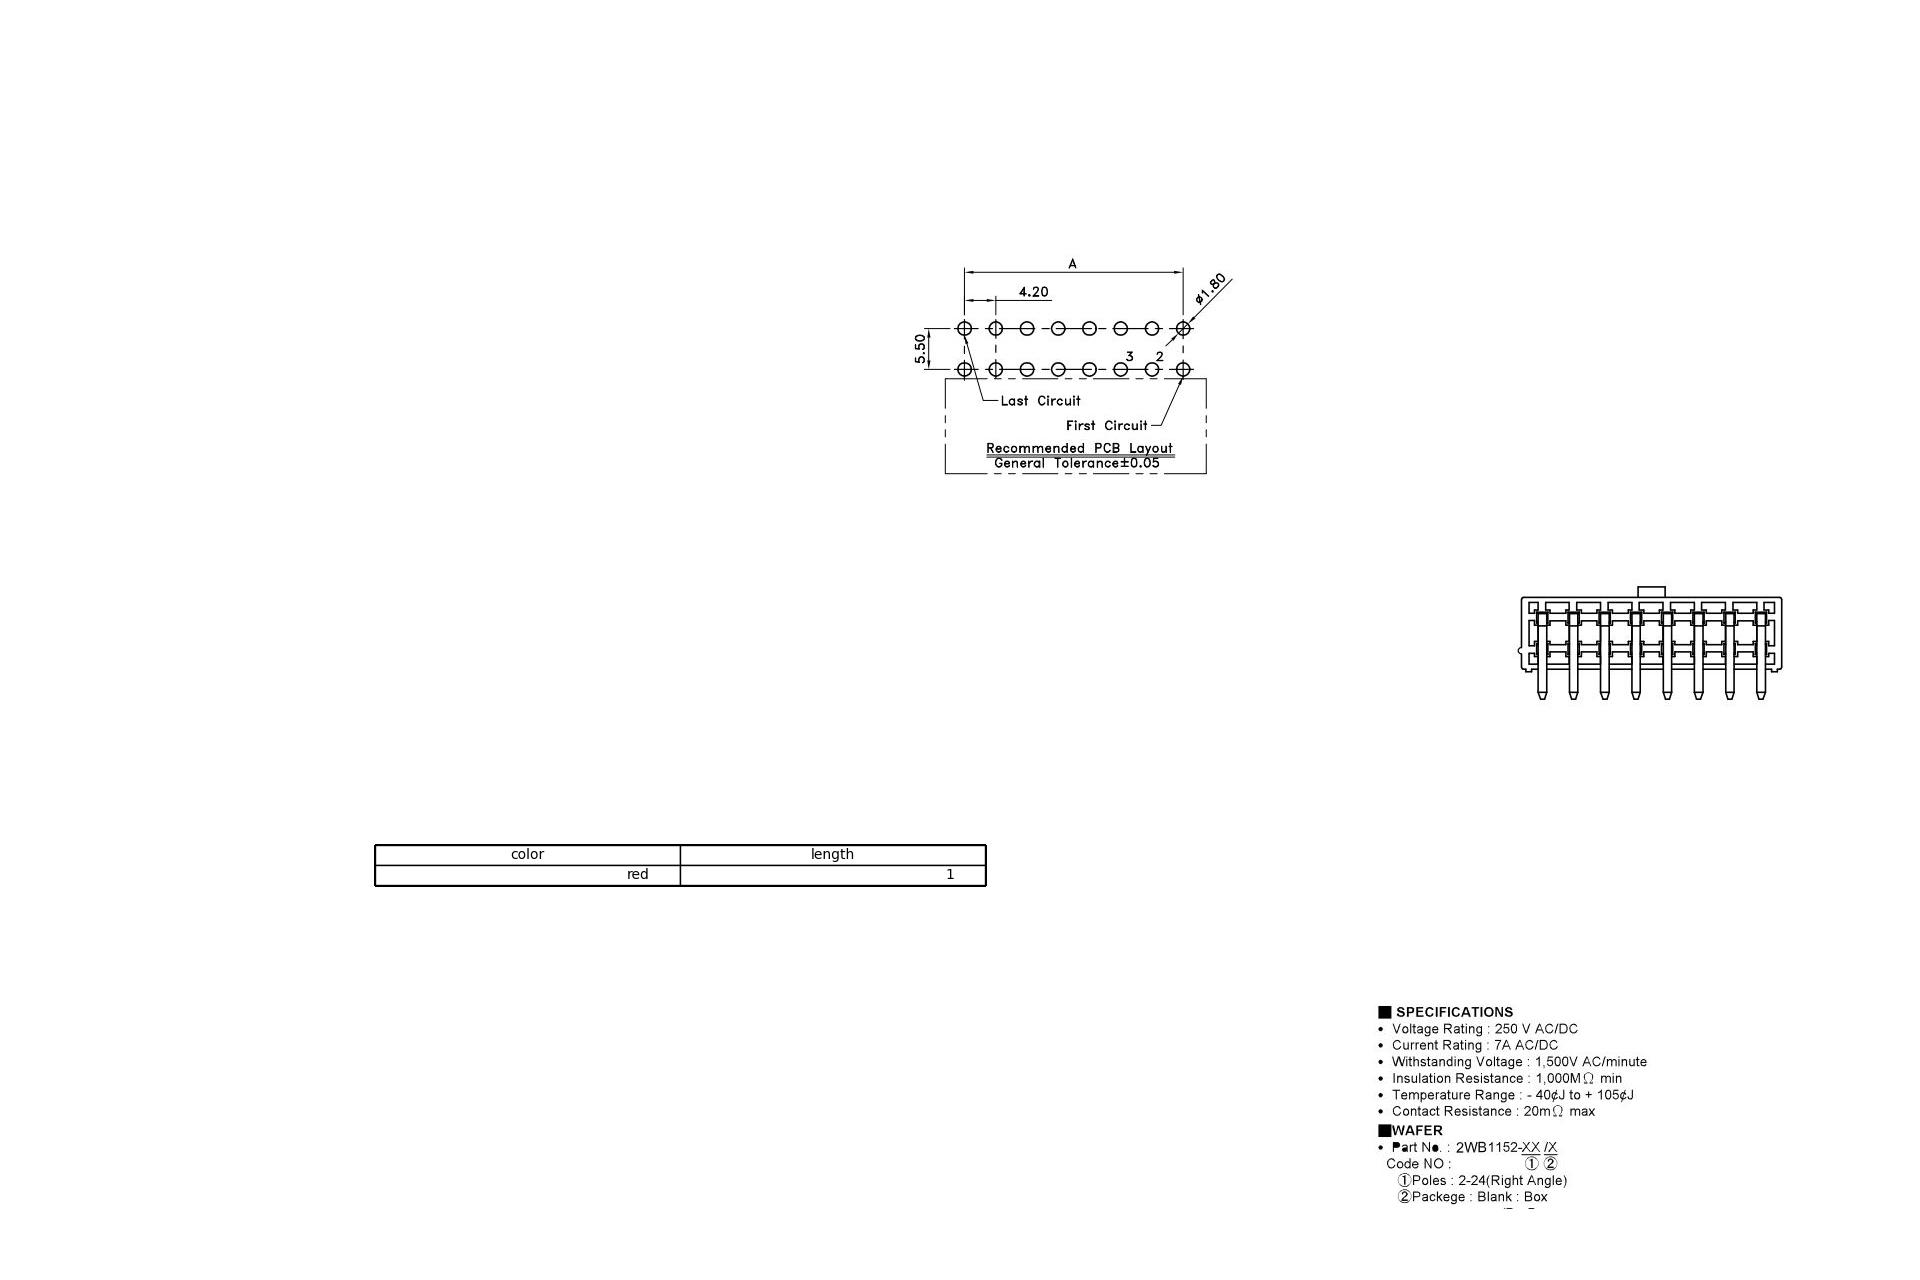 A
4.20
ø1.80
5.50
3 2
Last Circuit
First Circuit
Recommended PCB Layout
General Tolerance±0.05
color length
red 1
■ SPECIFICATIONS
• Voltage Rating : 250 V AC/DC
• Current Rating : 7A AC/DC
• Withstanding Voltage : 1,500V AC/minute
• Insulation Resistance : 1,000MΩ min
• Temperature Range : - 40¢J to + 105¢J
• Contact Resistance : 20mΩ max
■WAFER
• Part No. : 2WB1152-XX /X
Code NO : ① ②
①Poles : 2-24(Right Angle)
②Packege : Blank : Box